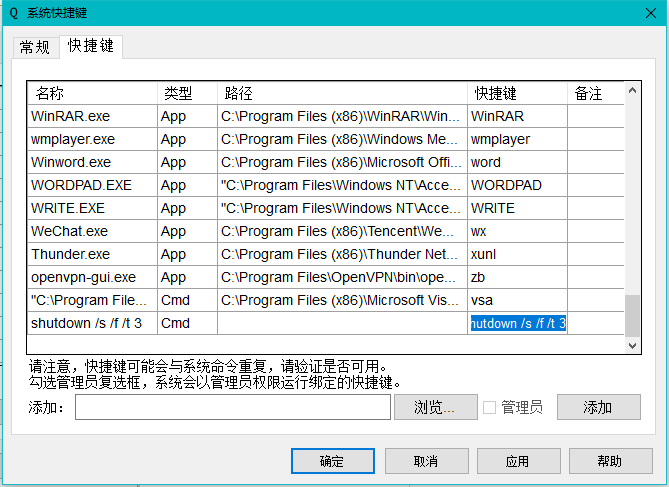 Q 系统快捷键
常规 快捷键
名称 类型 路径 快捷键 备注
WinRAR.exe App C:\Program Files (x86)\WinRAR\Win... WinRAR
wmplayer.exe App C:\Program Files (x86)\Windows Me... wmplayer
Winword.exe App C:\Program Files (x86)\Microsoft Offi... word
WORDPAD.EXE App "C:\Program Files\Windows NT\Acce... WORDPAD
WRITE.EXE App "C:\Program Files\Windows NT\Acce... WRITE
WeChat.exe App C:\Program Files (x86)\Tencent\We... wx
Thunder.exe App C:\Program Files (x86)\Thunder Net... xunl
openvpn-gui.exe App C:\Program Files\OpenVPN\bin\ope... zb
"C:\Program File... Cmd C:\Program Files (x86)\Microsoft Vis... vsa
shutdown /s /f /t 3 Cmd hutdown /s /f /t 3
请注意，快捷键可能会与系统命令重复，请验证是否可用。
勾选管理员复选框，系统会以管理员权限运行绑定的快捷键。
添加： 浏览... 管理员 添加
确定 取消 应用 帮助